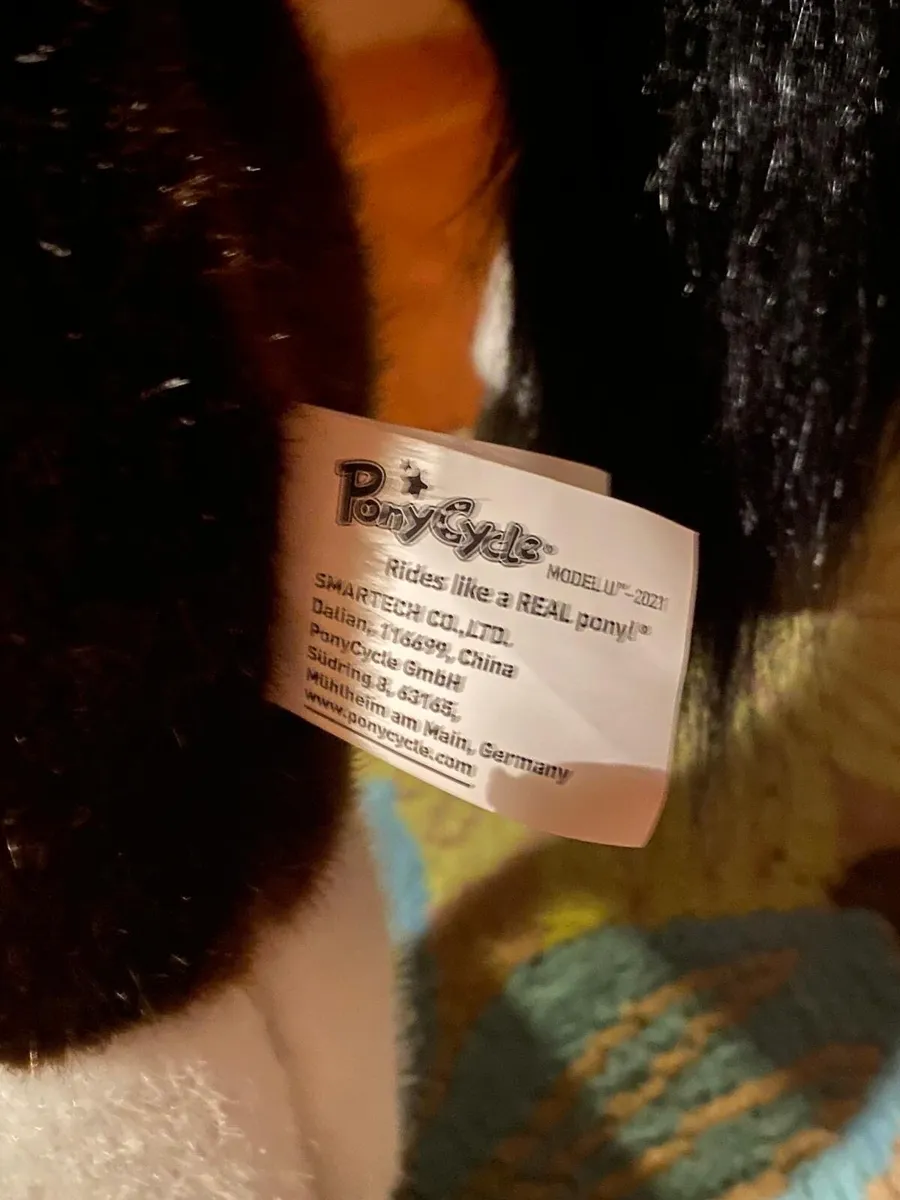 PonyCycle®
MODEL U™-2021
Rides like a REAL pony!®
SMARTECH CO.,LTD.
Dalian, 116699, China
PonyCycle GmbH
Südring 8, 63165,
Mühlheim am Main, Germany
www.ponycycle.com